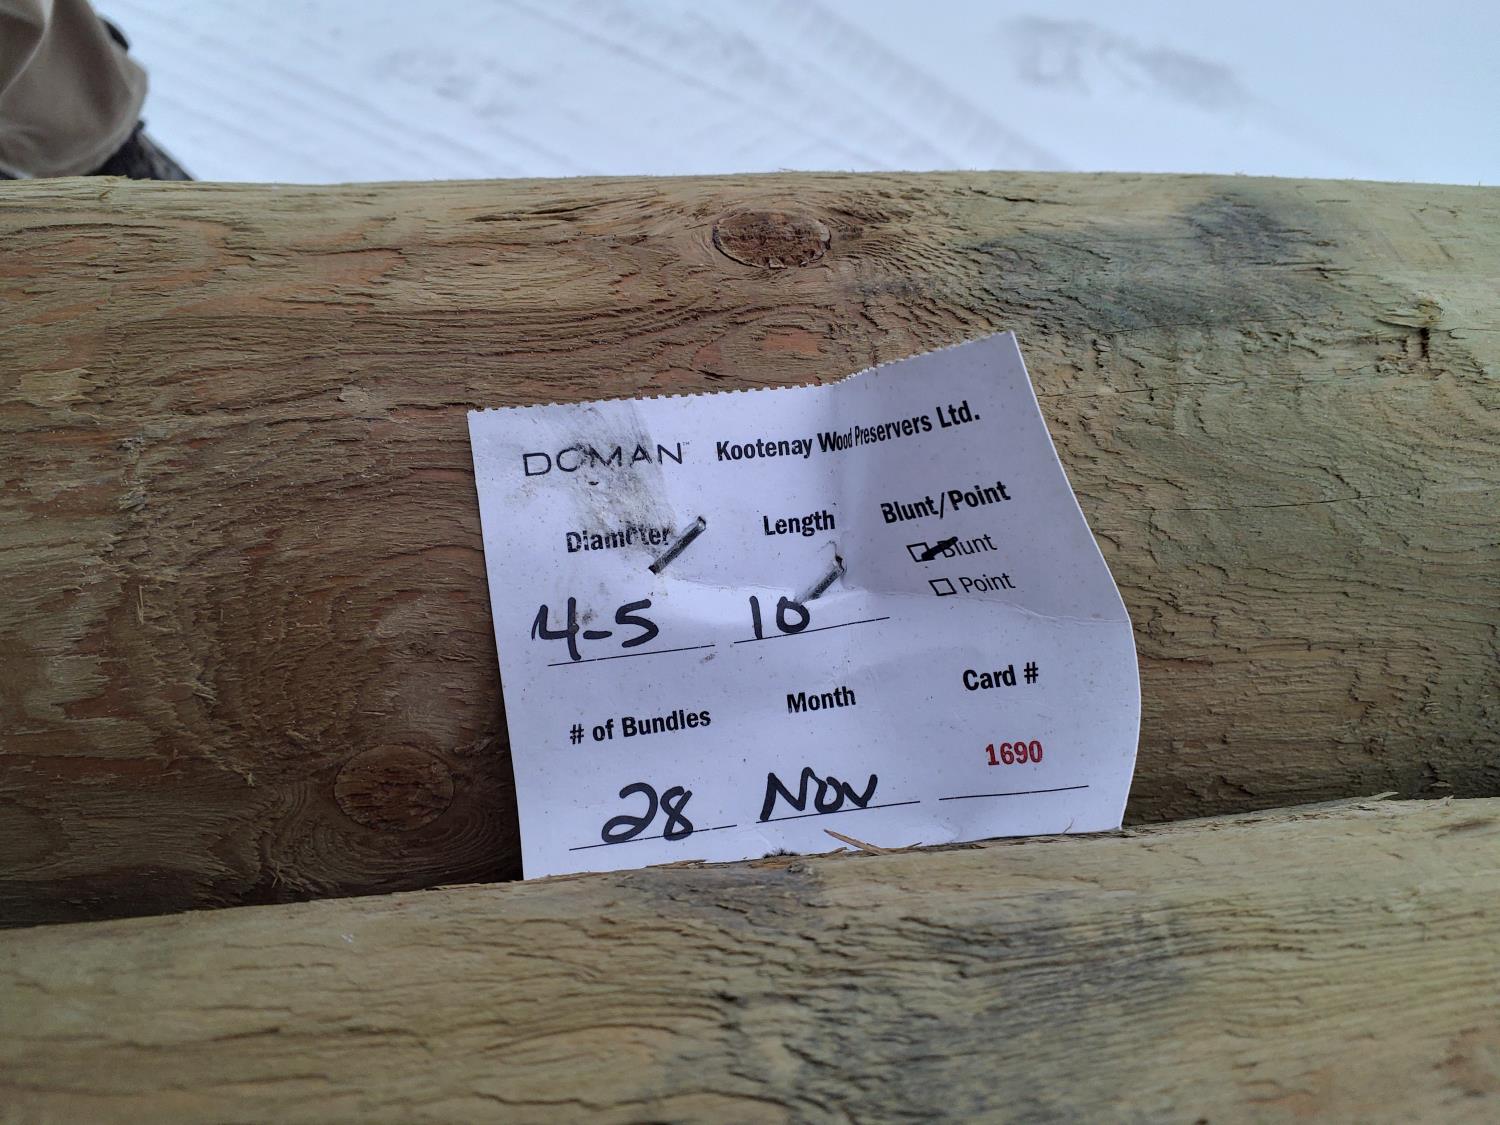 DOMAN™ Kootenay Wood Preservers Ltd.
Diameter Length Blunt/Point
☐ Blunt
☐ Point
4-5 10
# of Bundles Month Card #
28 Nov 1690